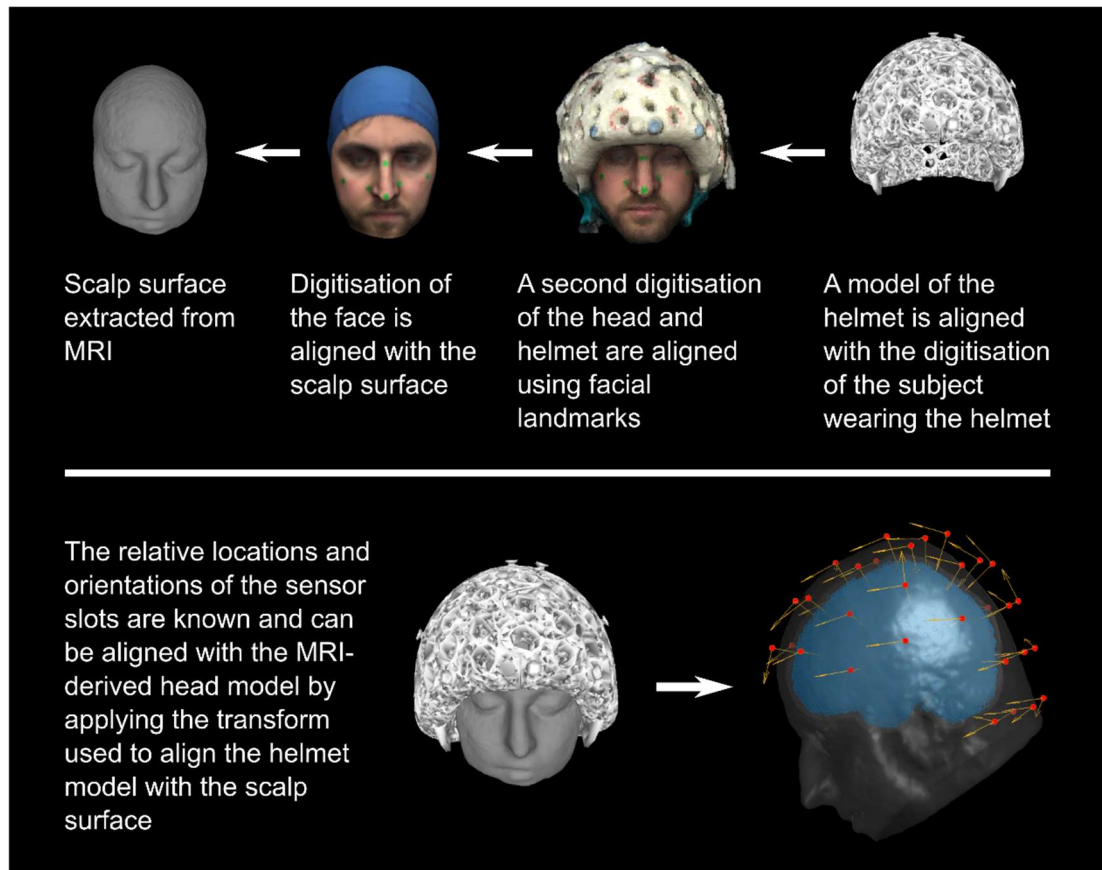 Scalp surface
extracted from
MRI
Digitisation of
the face is
aligned with the
scalp surface
A second digitisation
of the head and
helmet are aligned
using facial
landmarks
A model of the
helmet is aligned
with the digitisation
of the subject
wearing the helmet
The relative locations and
orientations of the sensor
slots are known and can
be aligned with the MRI-
derived head model by
applying the transform
used to align the helmet
model with the scalp
surface